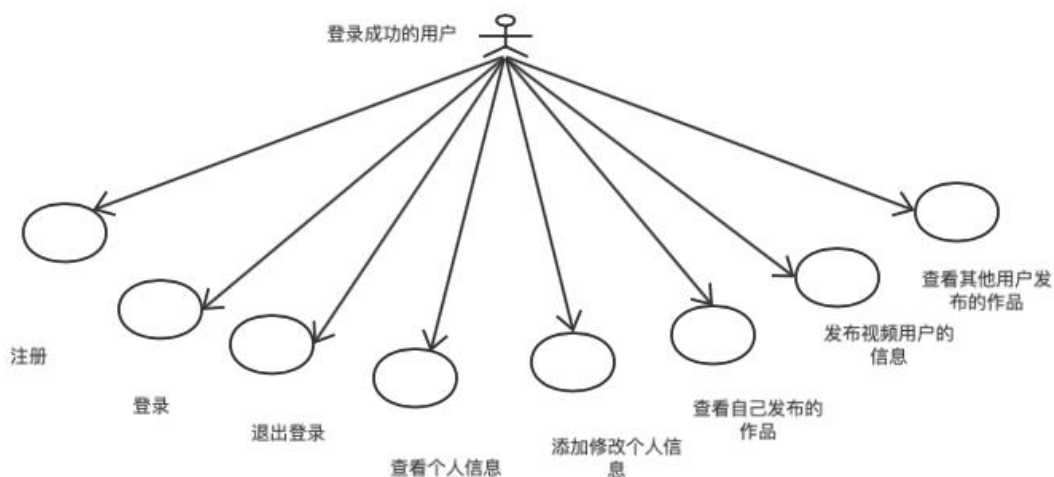 登录成功的用户
查看其他用户发
布的作品
发布视频用户的
信息
注册
登录
查看自己发布的
作品
退出登录
添加修改个人信
息
查看个人信息